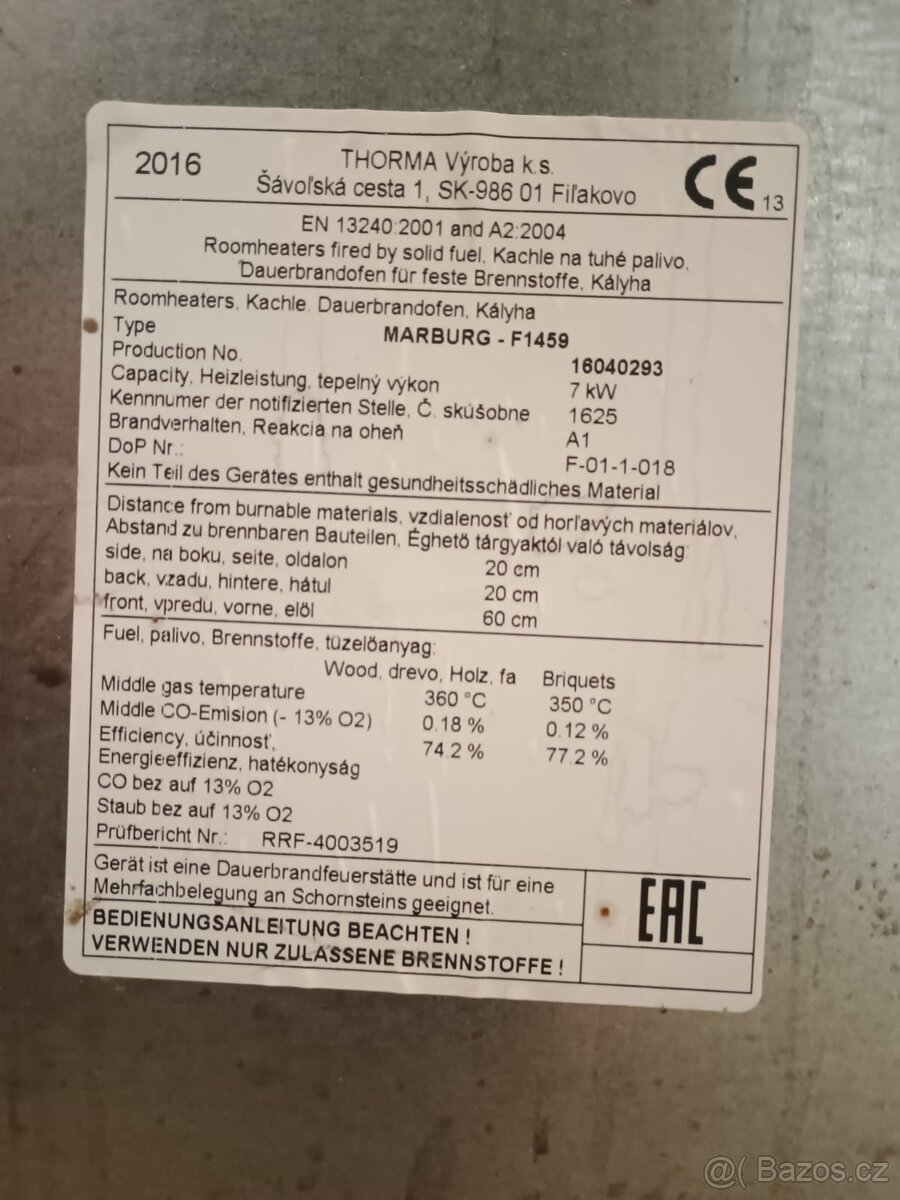 2016
THORMA Výroba k.s.
Šávoľská cesta 1, SK-986 01 Fiľakovo
CE 13
EN 13240:2001 and A2:2004
Roomheaters fired by solid fuel, Kachle na tuhé palivo,
Dauerbrandofen für feste Brennstoffe, Kályha
Roomheaters, Kachle, Dauerbrandofen, Kályha
Type MARBURG - F1459
Production No. 16040293
Capacity, Heizleistung, tepelný výkon 7 kW
Kennnumer der notifizierten Stelle, Č. skúšobne 1625
Brandverhalten, Reakcia na oheň A1
DoP Nr.: F-01-1-018
Kein Teil des Gerätes enthalt gesundheitsschädliches Material
Distance from burnable materials, vzdialenosť od horľavých materiálov,
Abstand zu brennbaren Bauteilen, Éghető tárgyaktól való távolság:
side, na boku, seite, oldalon 20 cm
back, vzadu, hintere, hátul 20 cm
front, vpredu, vorne, elöl 60 cm
Fuel, palivo, Brennstoffe, tüzelőanyag:
Wood, drevo, Holz, fa Briquets
Middle gas temperature 360 °C 350 °C
Middle CO-Emision (- 13% O2) 0.18 % 0.12 %
Efficiency, účinnosť, 74.2 % 77.2 %
Energieeffizienz, hatékonyság
CO bez auf 13% O2
Staub bez auf 13% O2
Prüfbericht Nr.: RRF-4003519
Gerät ist eine Dauerbrandfeuerstätte und ist für eine
Mehrfachbelegung an Schornsteins geeignet.
EAC
BEDIENUNGSANLEITUNG BEACHTEN !
VERWENDEN NUR ZULASSENE BRENNSTOFFE !
@( Bazos.cz